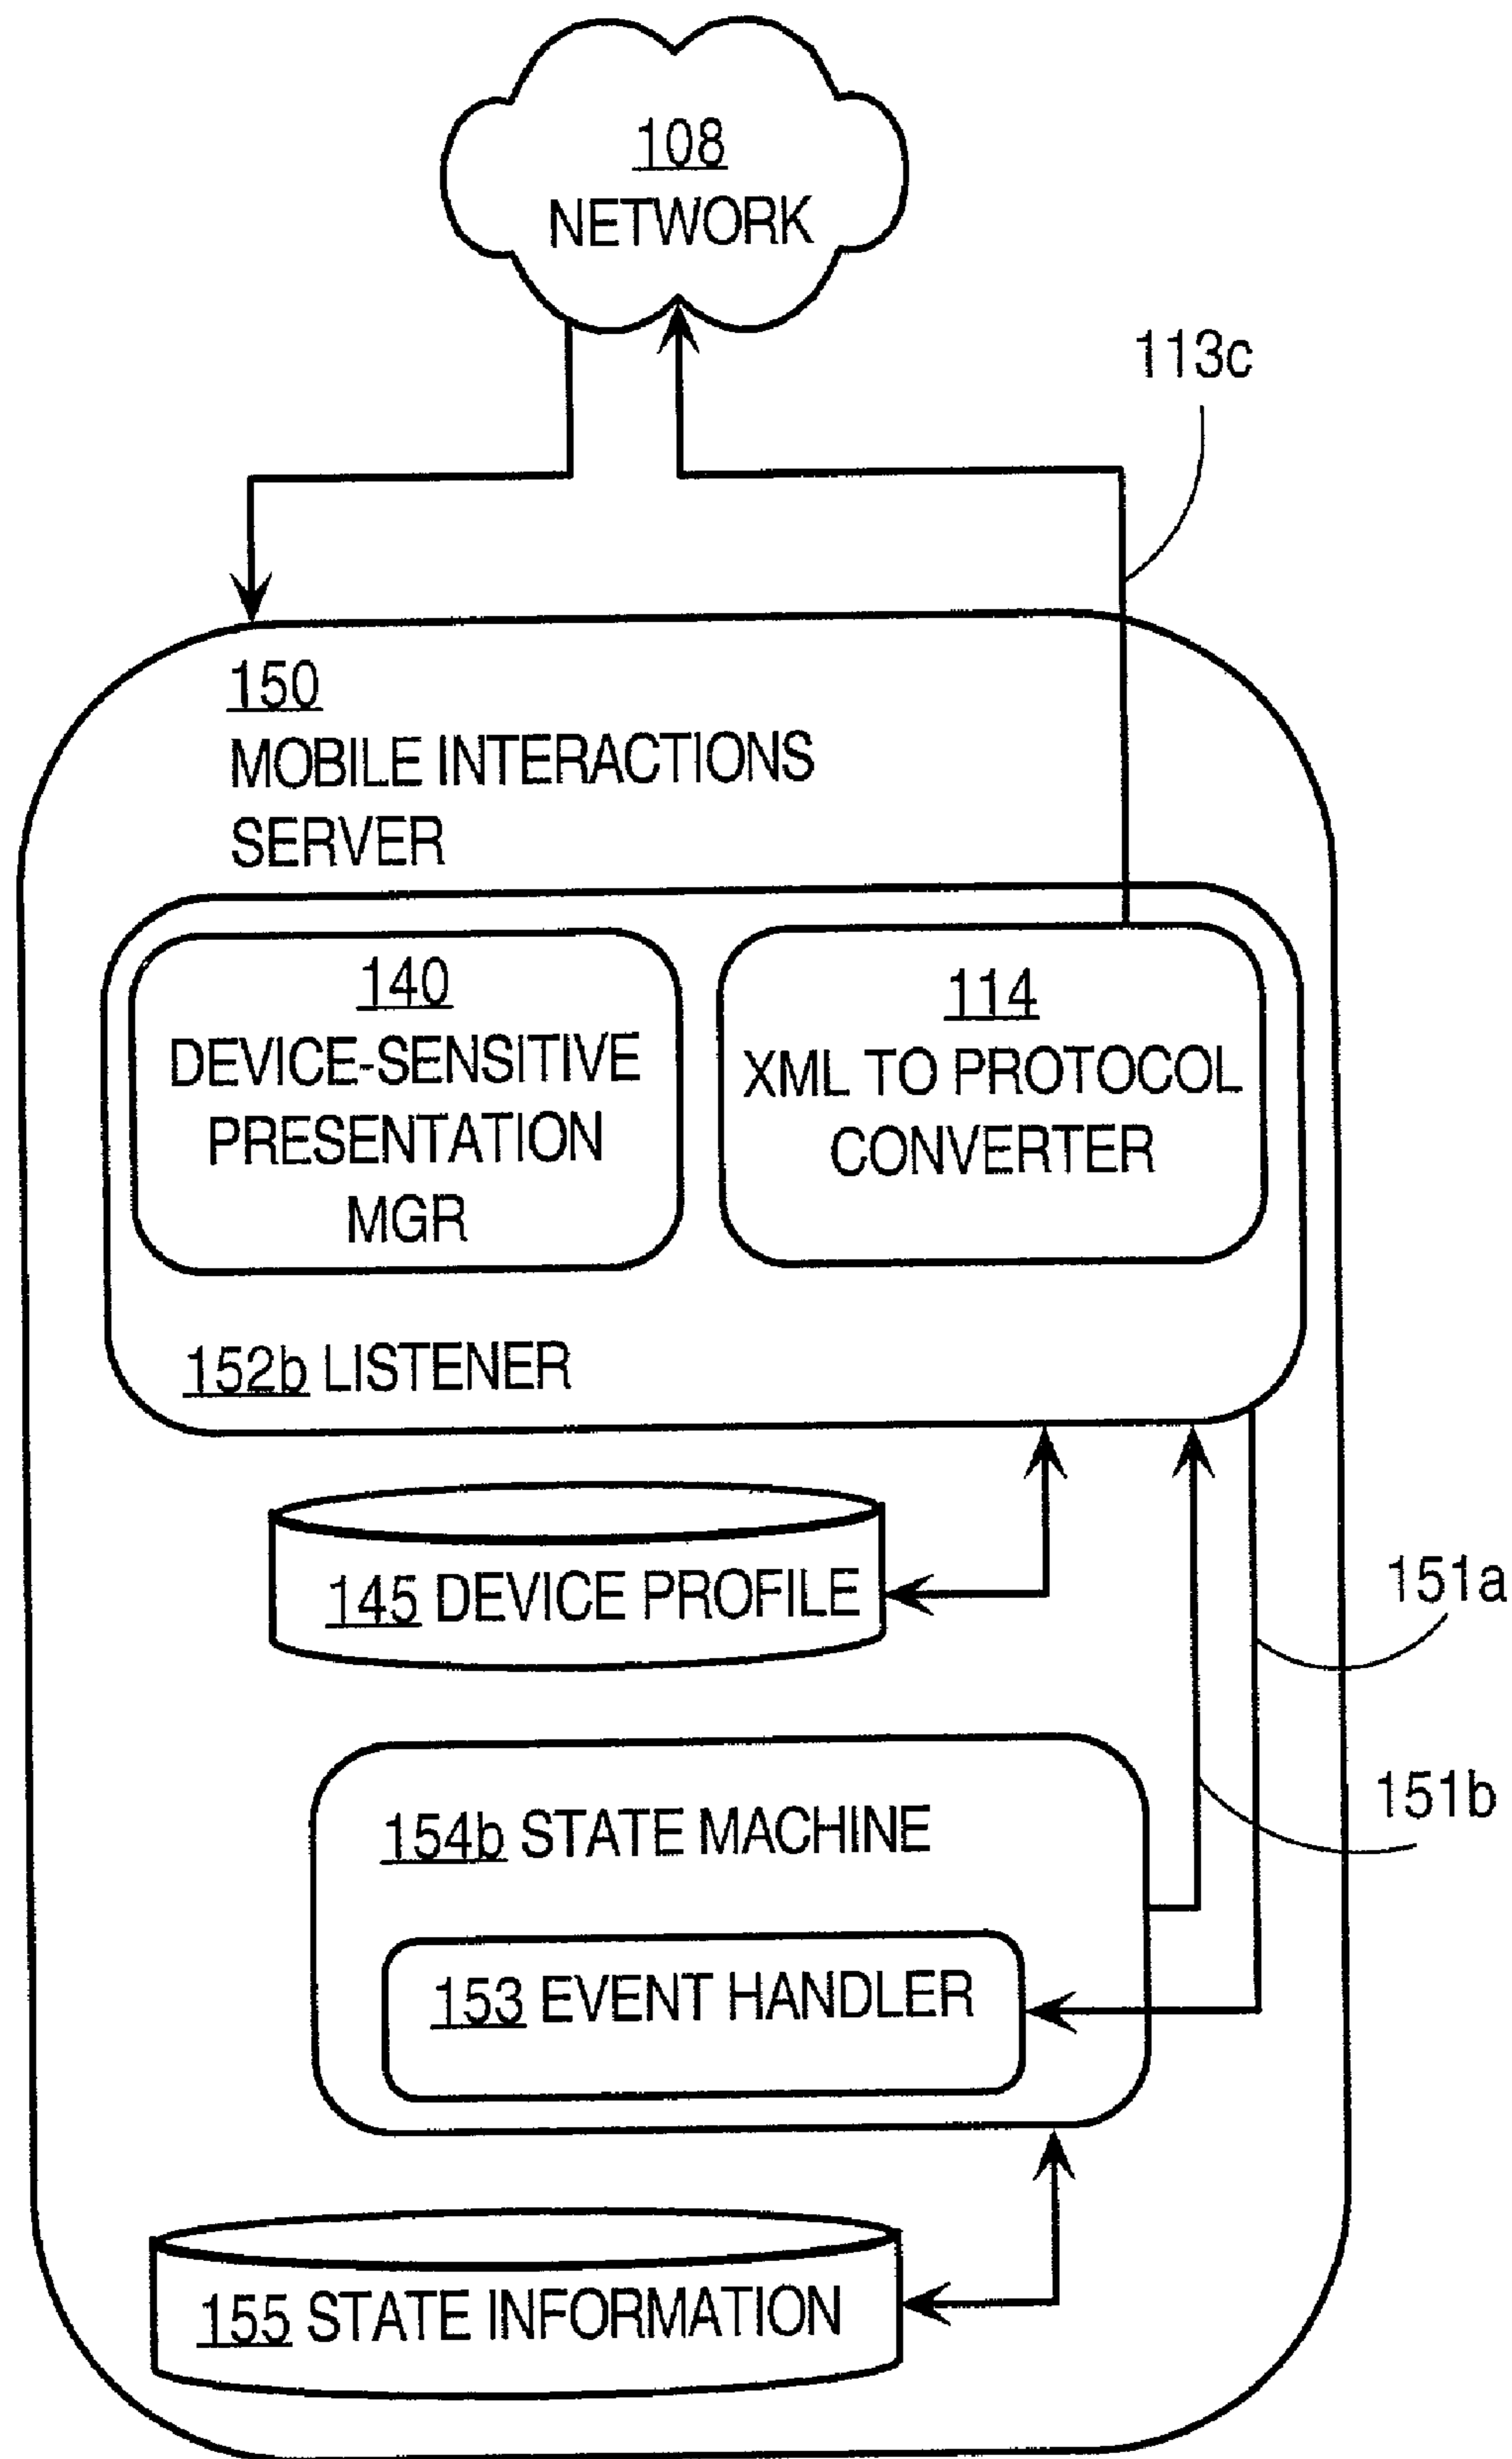 108
NETWORK
113c
150
MOBILE INTERACTIONS
SERVER
140
DEVICE-SENSITIVE
PRESENTATION
MGR
114
XML TO PROTOCOL
CONVERTER
152b LISTENER
145 DEVICE PROFILE
151a
151b
154b STATE MACHINE
153 EVENT HANDLER
155 STATE INFORMATION